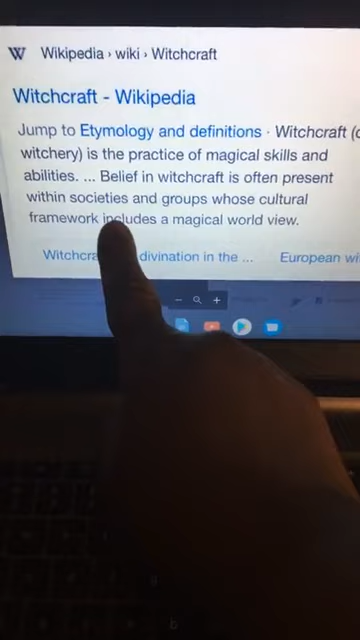 Wikipedia › wiki › Witchcraft
Witchcraft - Wikipedia
Jump to Etymology and definitions · Witchcraft (o
witchery) is the practice of magical skills and
abilities. ... Belief in witchcraft is often present
within societies and groups whose cultural
framework includes a magical world view.
Witchcra divination in the ... European wi